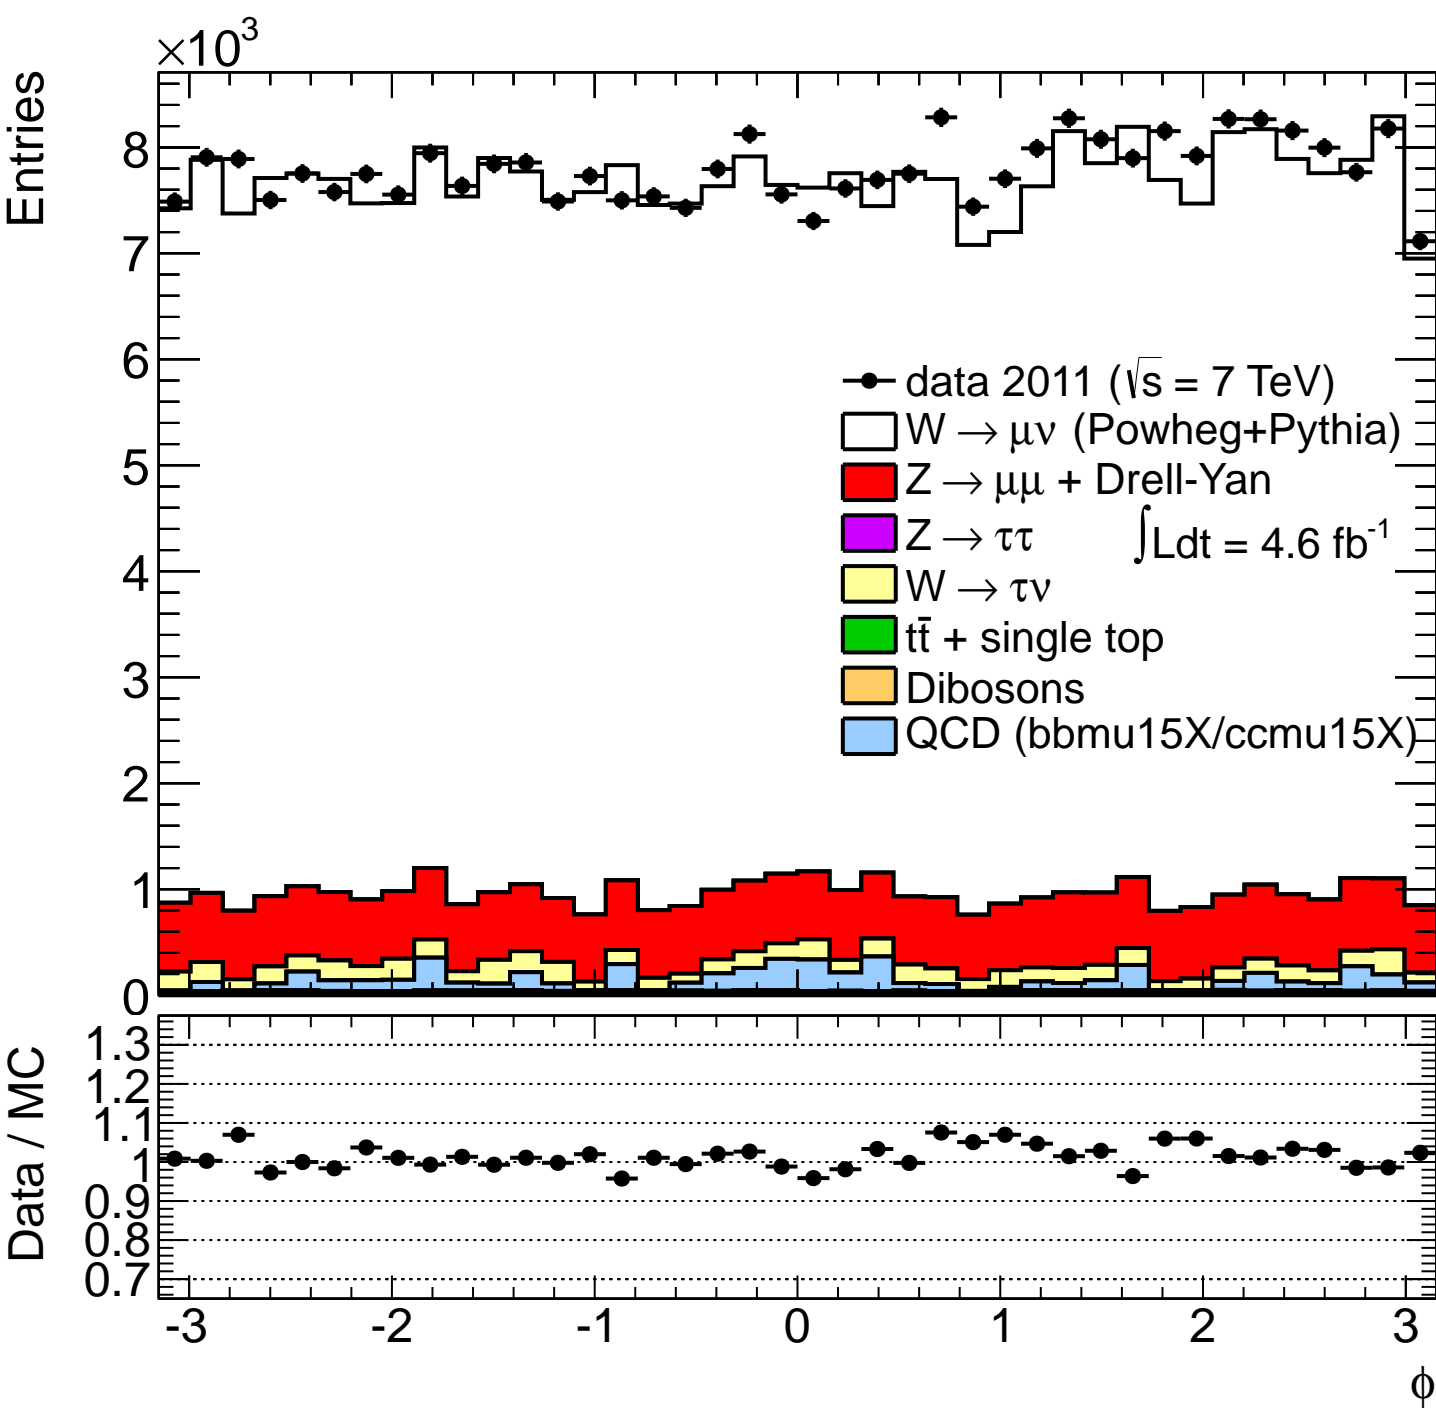 ×10³
Entries
8
7
6
5
4
3
2
1
0
data 2011 (√s = 7 TeV)
W → μν (Powheg+Pythia)
Z → μμ + Drell-Yan
Z → ττ
∫Ldt = 4.6 fb⁻¹
W → τν
tt̄ + single top
Dibosons
QCD (bbmu15X/ccmu15X)
Data / MC
1.3
1.2
1.1
1
0.9
0.8
0.7
-3 -2 -1 0 1 2 3
ϕ